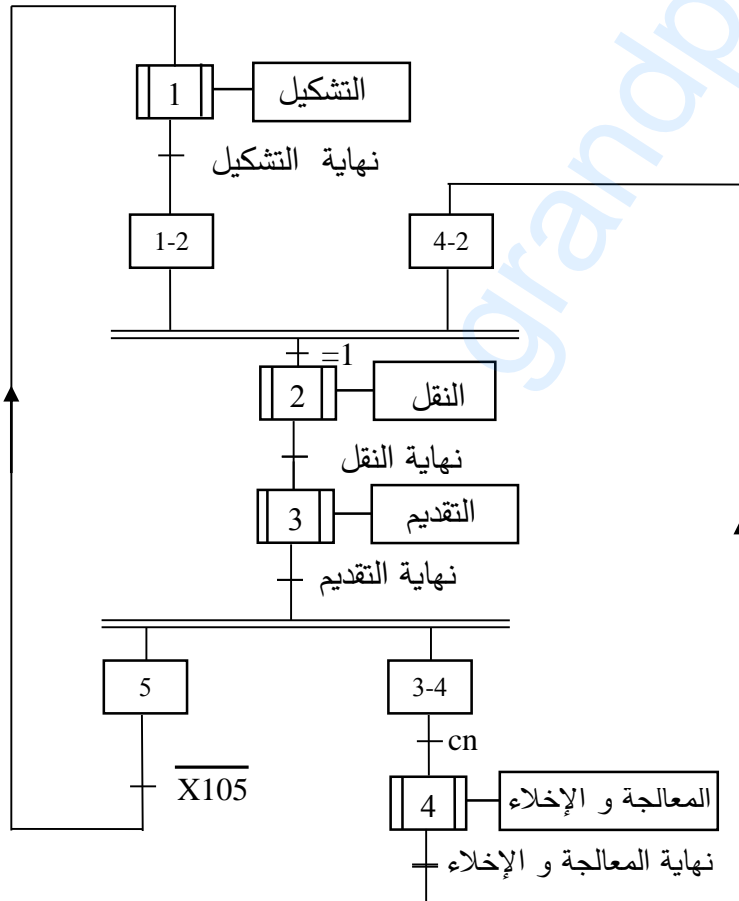 1
التشكيل
نهاية التشكيل
1-2
4-2
=1
2
النقل
نهاية النقل
3
التقديم
نهاية التقديم
5
3-4
X105
cn
4
المعالجة و الإخلاء
نهاية المعالجة و الإخلاء
grandp